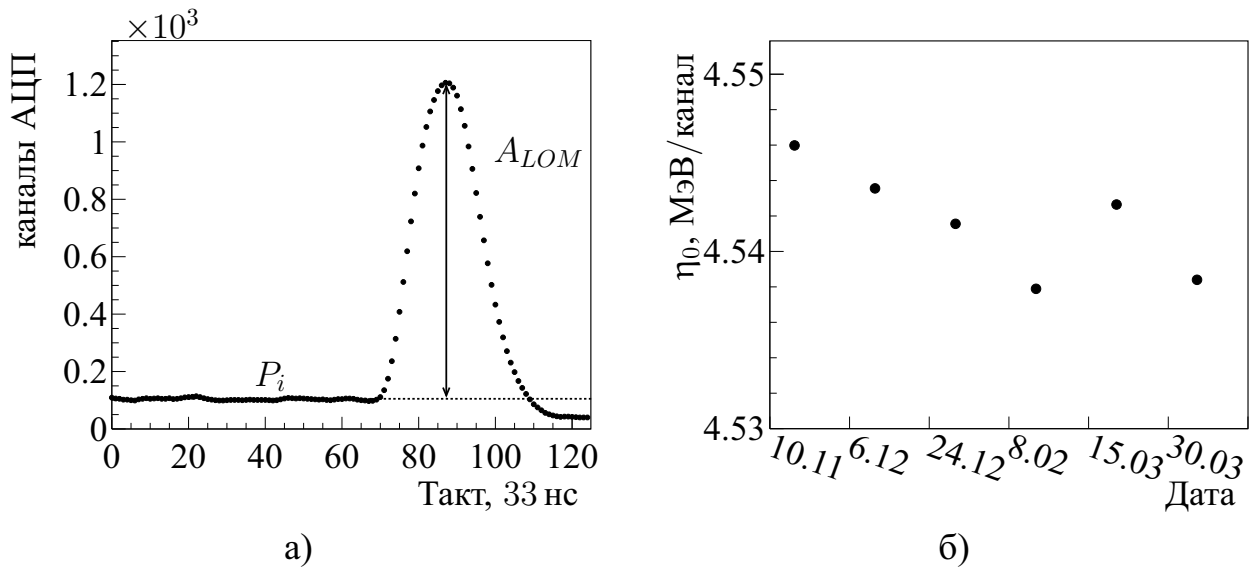 ×10³
каналы АЦП
1.2
1
0.8
0.6
0.4
0.2
0
A_LOM
P_i
0 20 40 60 80 100 120
Такт, 33 нс
а)
η₀, МэВ/канал
4.55
4.54
4.53
10.11 6.12 24.12 8.02 15.03 30.03
Дата
б)